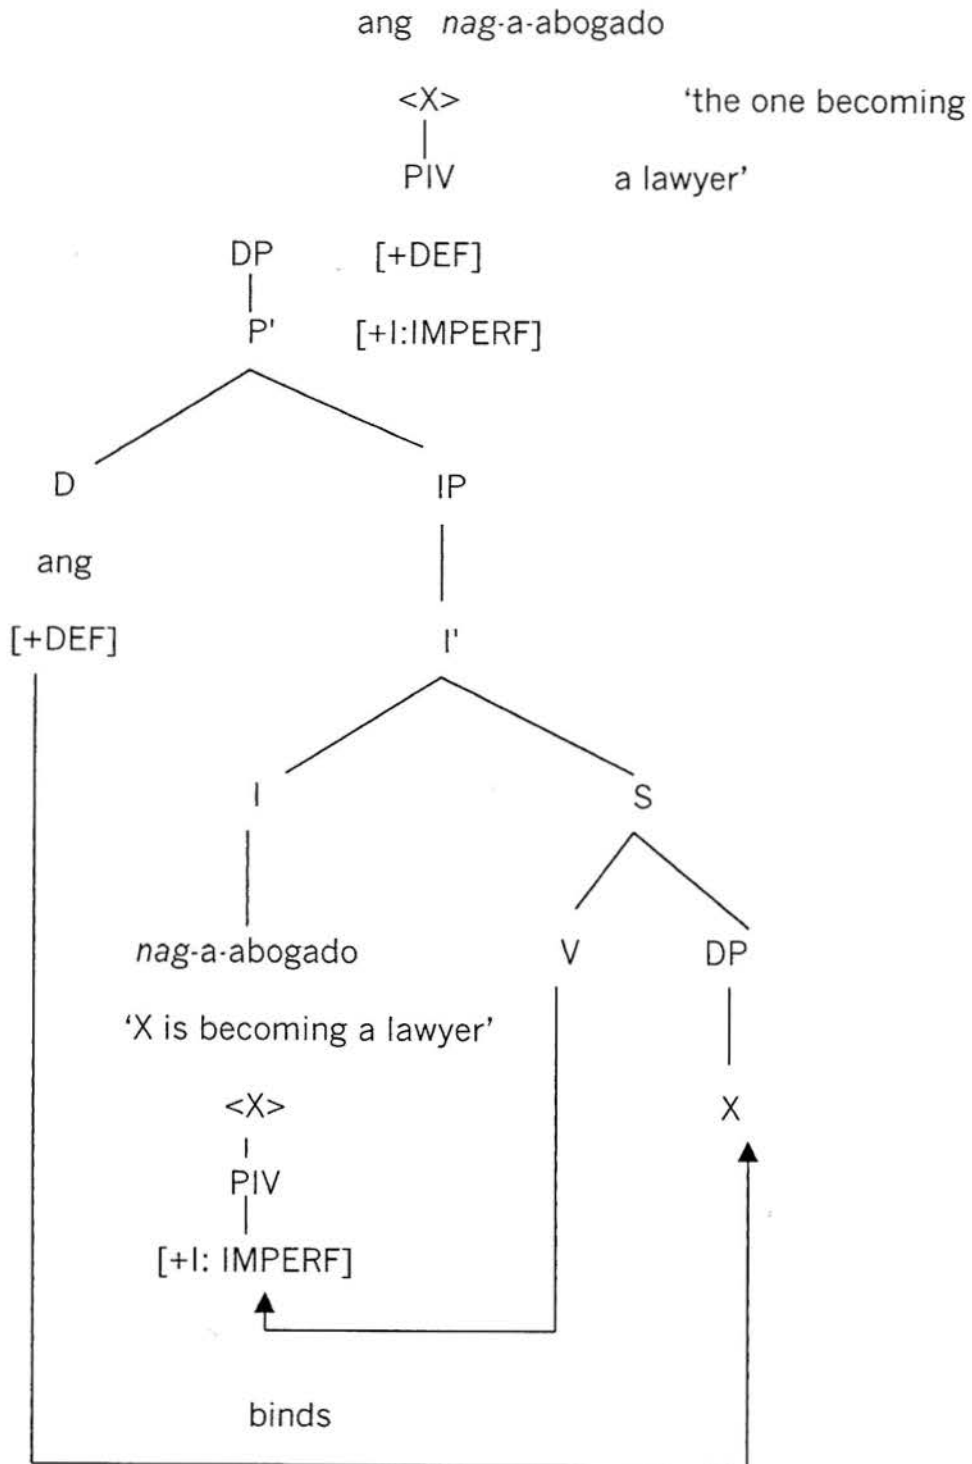 ang nag-a-abogado
<X> 'the one becoming
PIV a lawyer'
DP [+DEF]
P' [+I:IMPERF]
D IP
ang
[+DEF] I'
I S
nag-a-abogado V DP
'X is becoming a lawyer'
<X> X
PIV
[+I: IMPERF]
binds